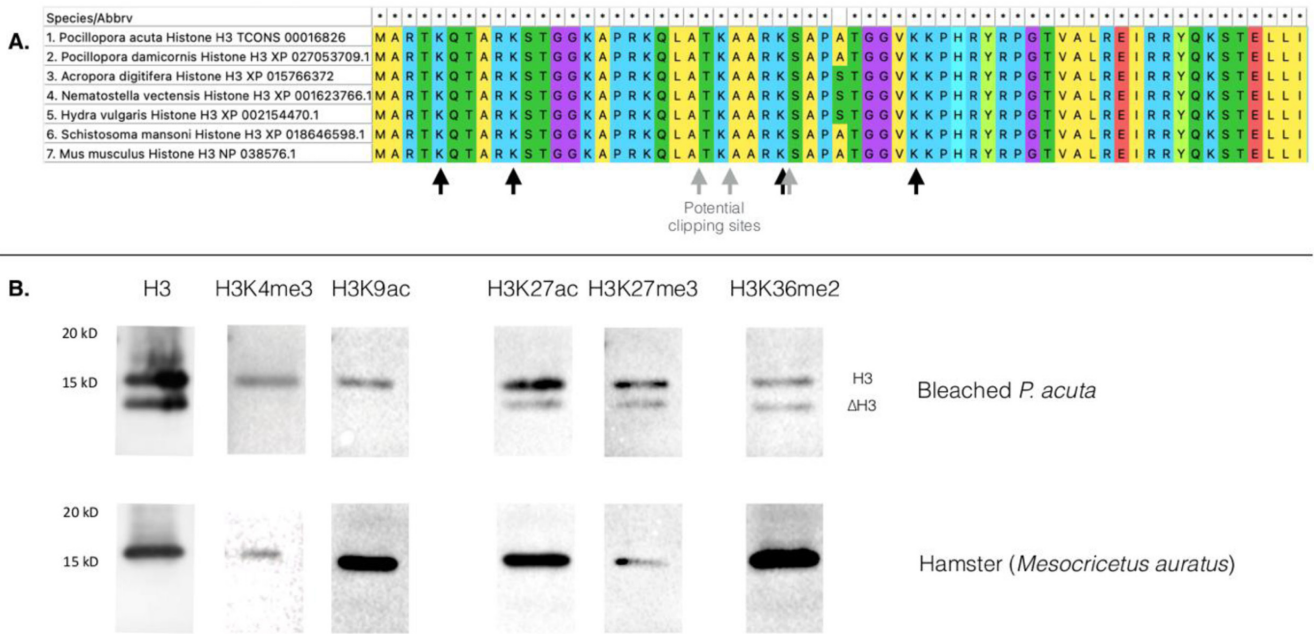 A.
Species/Abbrv * * * * * * * * * * * * * * * * * * * * * * * * * * * * * * *   * * * * * * * * * * * * * * * * * * * * * * * * * * * * * * *
1. Pocillopora acuta Histone H3 TCONS 00016826 M A R T K Q T A R K S T G G K A P R K Q L A T K A A R K S A P A T G G V K K P H R Y R P G T V A L R E I R R Y Q K S T E L L I
2. Pocillopora damicornis Histone H3 XP 027053709.1 M A R T K Q T A R K S T G G K A P R K Q L A T K A A R K S A P A T G G V K K P H R Y R P G T V A L R E I R R Y Q K S T E L L I
3. Acropora digitifera Histone H3 XP 015766372 M A R T K Q T A R K S T G G K A P R K Q L A T K A A R K S A P S T G G V K K P H R Y R P G T V A L R E I R R Y Q K S T E L L I
4. Nematostella vectensis Histone H3 XP 001623766.1 M A R T K Q T A R K S T G G K A P R K Q L A T K A A R K S A P S T G G V K K P H R Y R P G T V A L R E I R R Y Q K S T E L L I
5. Hydra vulgaris Histone H3 XP 002154470.1 M A R T K Q T A R K S T G G K A P R K Q L A T K A A R K S A P S T G G V K K P H R Y R P G T V A L R E I R R Y Q K S T E L L I
6. Schistosoma mansoni Histone H3 XP 018646598.1 M A R T K Q T A R K S T G G K A P R K Q L A T K A A R K S A P A T G G V K K P H R Y R P G T V A L R E I R R Y Q K S T E L L I
7. Mus musculus Histone H3 NP 038576.1 M A R T K Q T A R K S T G G K A P R K Q L A T K A A R K S A P A T G G V K K P H R Y R P G T V A L R E I R R Y Q K S T E L L I
Potential
clipping sites
B.
H3 H3K4me3 H3K9ac H3K27ac H3K27me3 H3K36me2
20 kD
15 kD
H3
ΔH3
Bleached P. acuta
20 kD
15 kD
Hamster (Mesocricetus auratus)